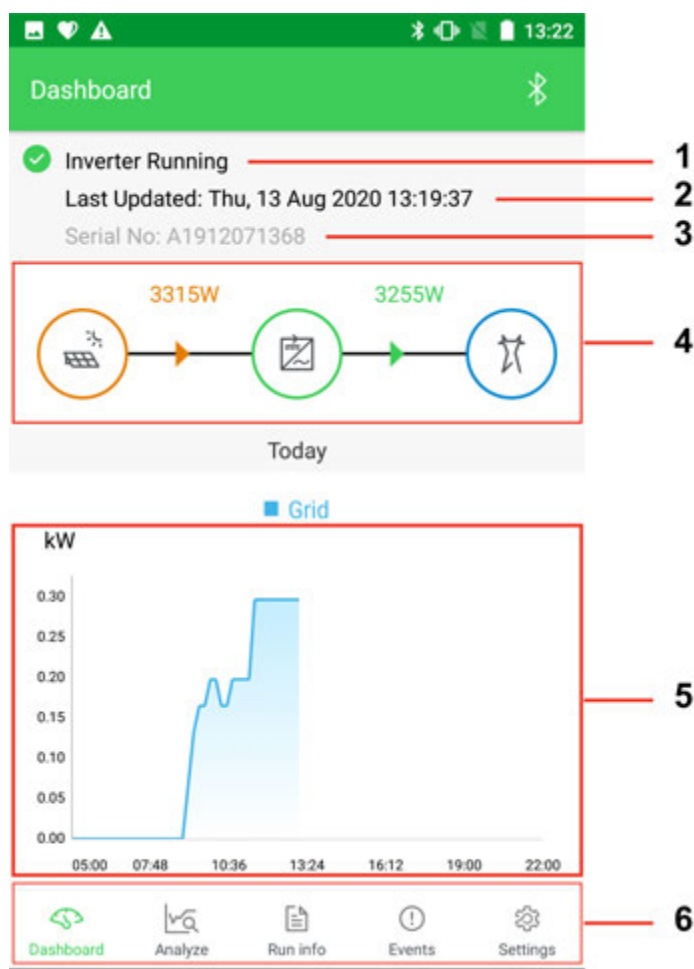 13:22
Dashboard
Inverter Running 1
Last Updated: Thu, 13 Aug 2020 13:19:37 2
Serial No: A1912071368 3
3315W 3255W
4
Today
Grid
kW
0.30
0.25
0.20
0.15
0.10
0.05
0.00
5
05:00 07:48 10:36 13:24 16:12 19:00 22:00
6
Dashboard Analyze Run info Events Settings